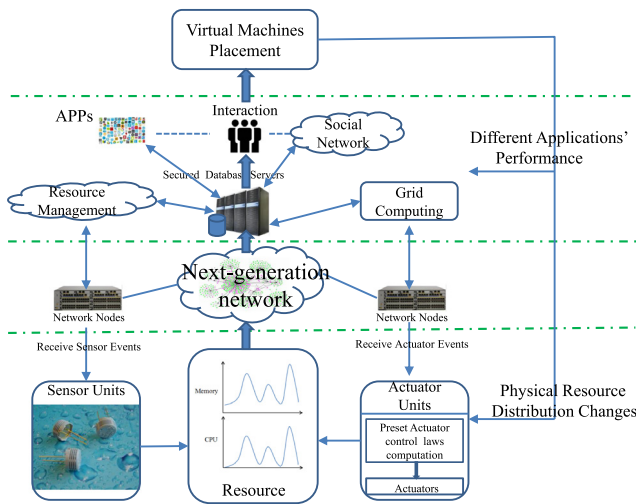 Virtual Machines
Placement
APPs
Interaction
Social
Network
Different Applications'
Performance
Secured Database Servers
Resource
Management
Grid
Computing
Next-generation
network
Network Nodes
Network Nodes
Receive Sensor Events
Receive Actuator Events
Sensor Units
Memory
CPU
Resource
Actuator
Units
Preset Actuator
control laws
computation
Actuators
Physical Resource
Distribution Changes